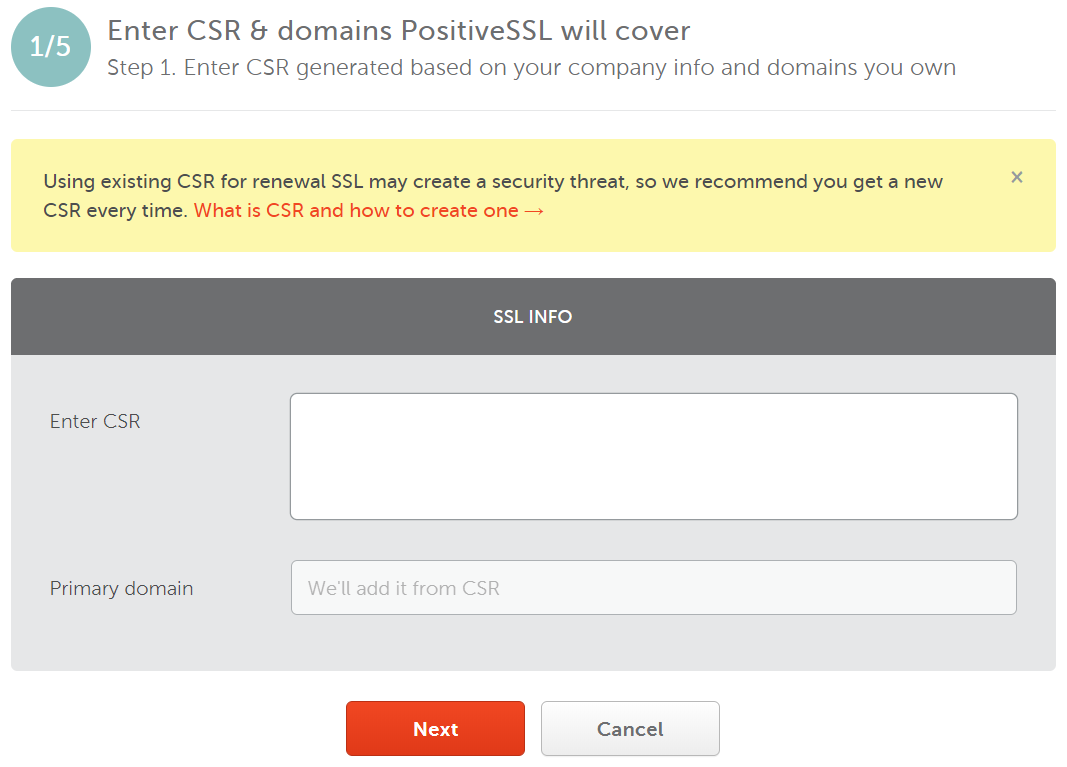 1/5
Enter CSR & domains PositiveSSL will cover
Step 1. Enter CSR generated based on your company info and domains you own
Using existing CSR for renewal SSL may create a security threat, so we recommend you get a new
CSR every time. What is CSR and how to create one →
×
SSL INFO
Enter CSR
Primary domain
We'll add it from CSR
Next
Cancel